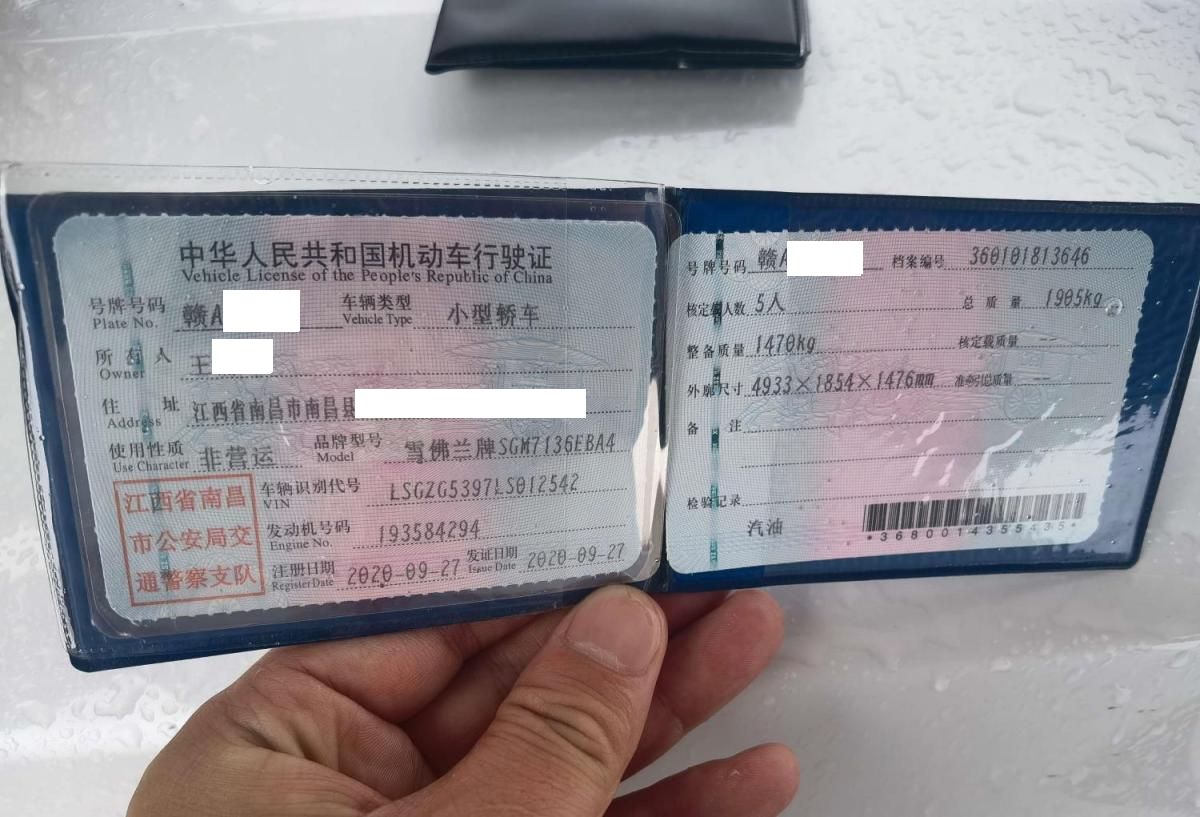 中华人民共和国机动车行驶证
Vehicle License of the People's Republic of China
号牌号码 赣A 车辆类型 小型轿车
Plate No. Vehicle Type
所有人 王
Owner
住址 江西省南昌市南昌县
Address
使用性质 非营运 品牌型号 雪佛兰牌SGM7136EBA4
Use Character Model
江西省南昌
市公安局交
通警察支队
车辆识别代号 LSGZG5397LS012542
VIN
发动机号码 193584294
Engine No.
注册日期 2020-09-27 发证日期 2020-09-27
Register Date Issue Date
号牌号码 赣A 档案编号 360101813646
核定载人数 5人 总质量 1905kg
整备质量 1470kg 核定载质量 --
外廓尺寸 4933×1854×1476mm 准牵引总质量 --
备注
检验记录
汽油
*3680014355435*